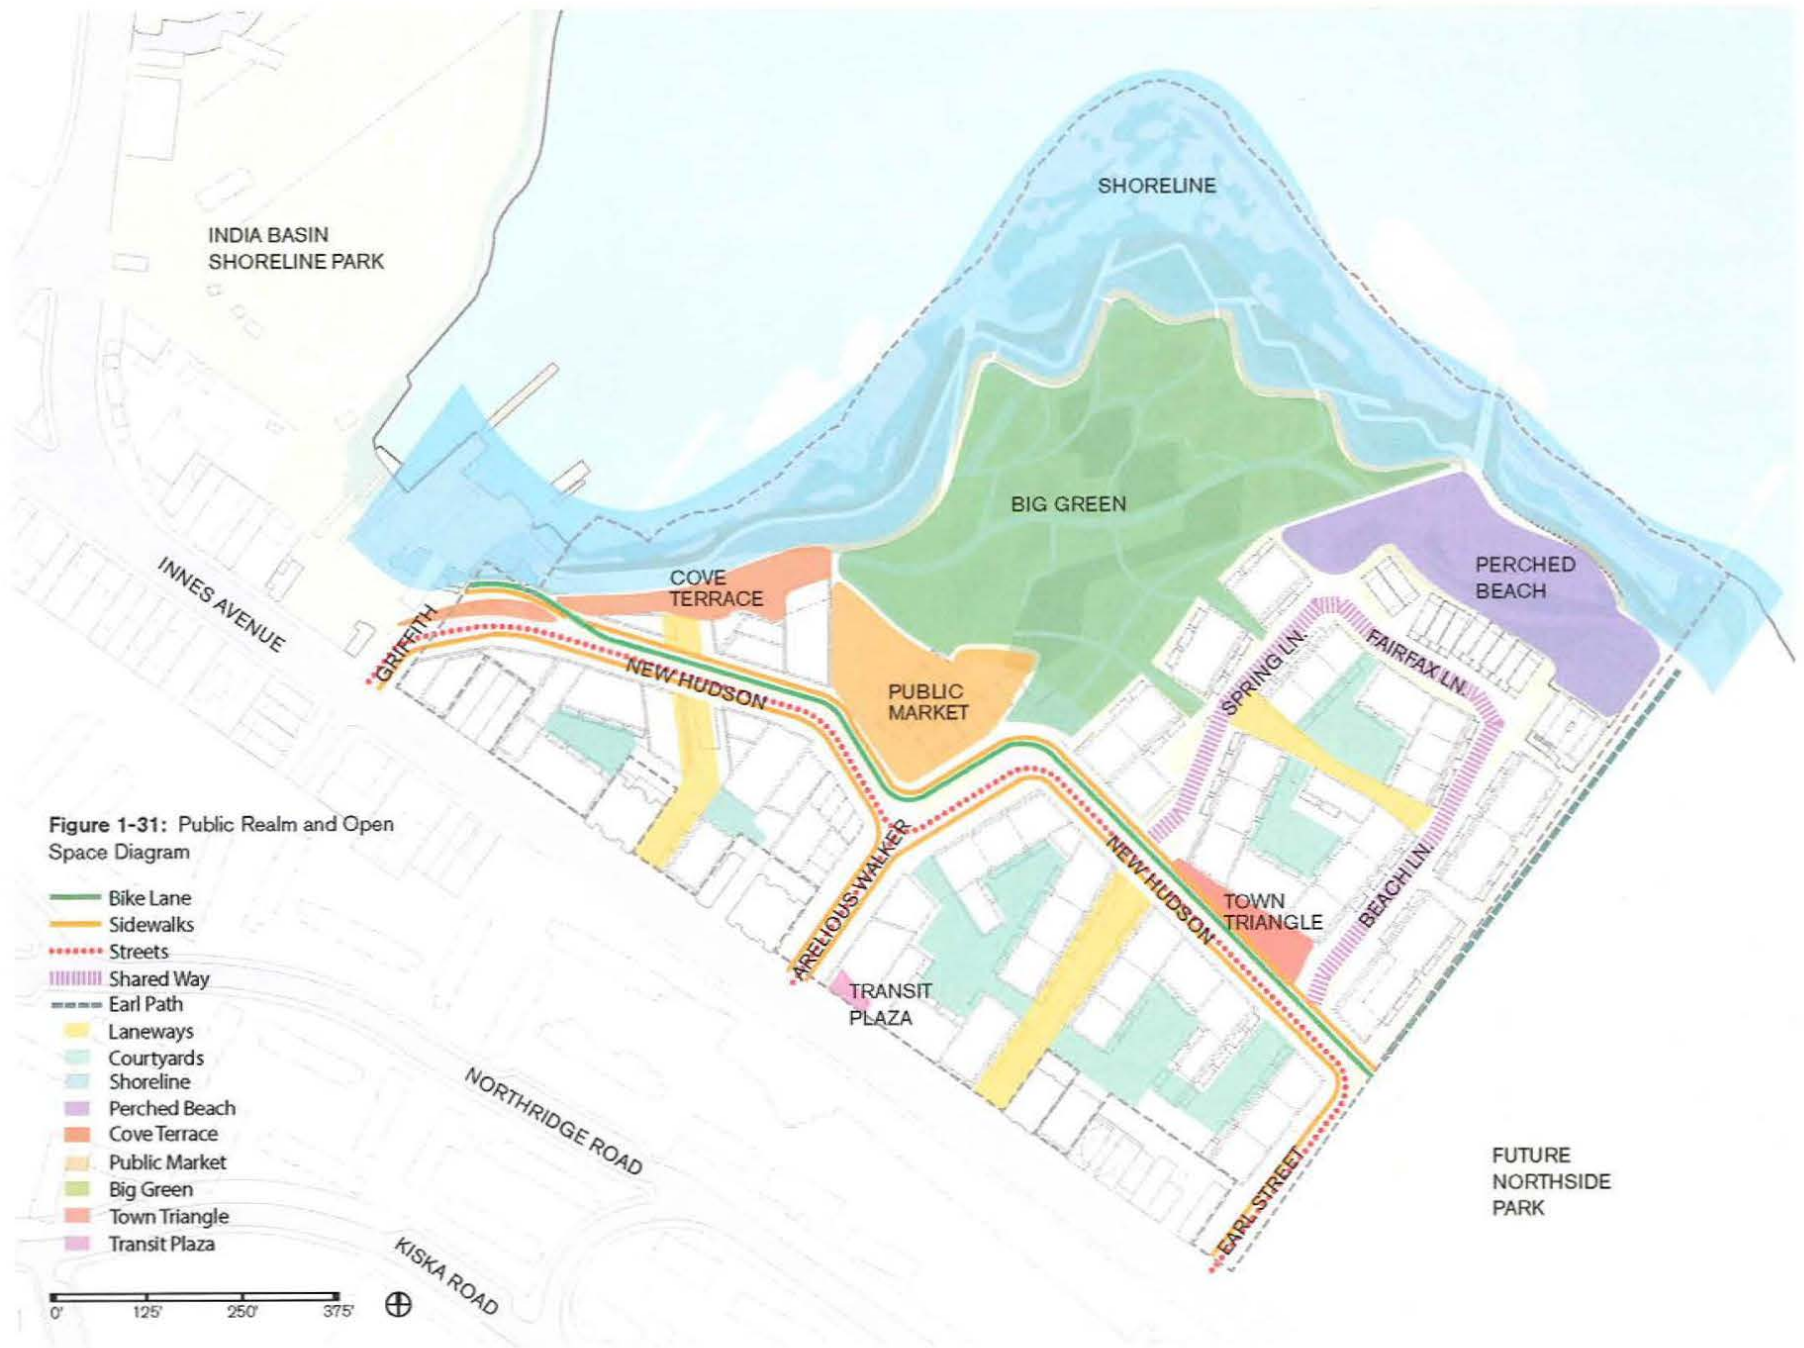 SHORELINE
INDIA BASIN
SHORELINE PARK
BIG GREEN
PERCHED
BEACH
COVE
TERRACE
INNES AVENUE
GRIFFITH
NEW HUDSON
PUBLIC
MARKET
SPRING LN.
FAIRFAX LN.
BEACH LN.
NEW HUDSON
TOWN
TRIANGLE
ARELIOUS WALKER
TRANSIT
PLAZA
EARL STREET
FUTURE
NORTHSIDE
PARK
NORTHRIDGE ROAD
KISKA ROAD
Figure 1-31: Public Realm and Open
Space Diagram
Bike Lane
Sidewalks
Streets
Shared Way
Earl Path
Laneways
Courtyards
Shoreline
Perched Beach
Cove Terrace
Public Market
Big Green
Town Triangle
Transit Plaza
0' 125' 250' 375'